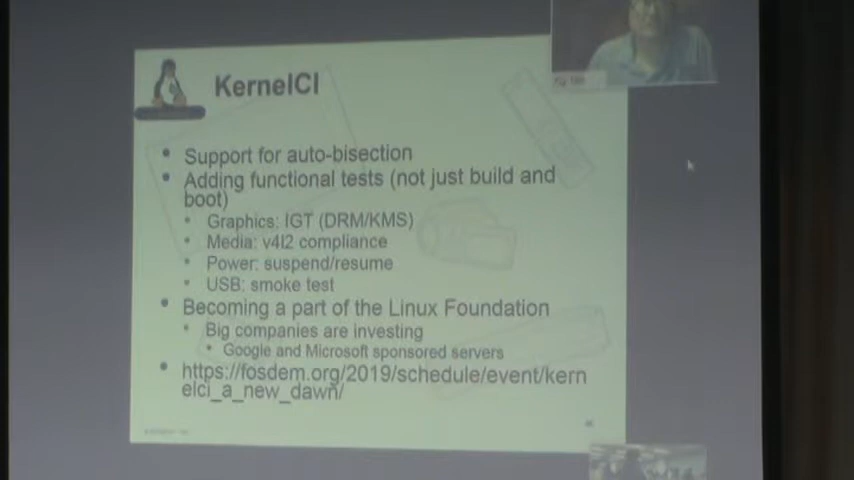 KernelCI
• Support for auto-bisection
• Adding functional tests (not just build and
boot)
• Graphics: IGT (DRM/KMS)
• Media: v4l2 compliance
• Power: suspend/resume
• USB: smoke test
• Becoming a part of the Linux Foundation
• Big companies are investing
• Google and Microsoft sponsored servers
• https://fosdem.org/2019/schedule/event/kern
elci_a_new_dawn/